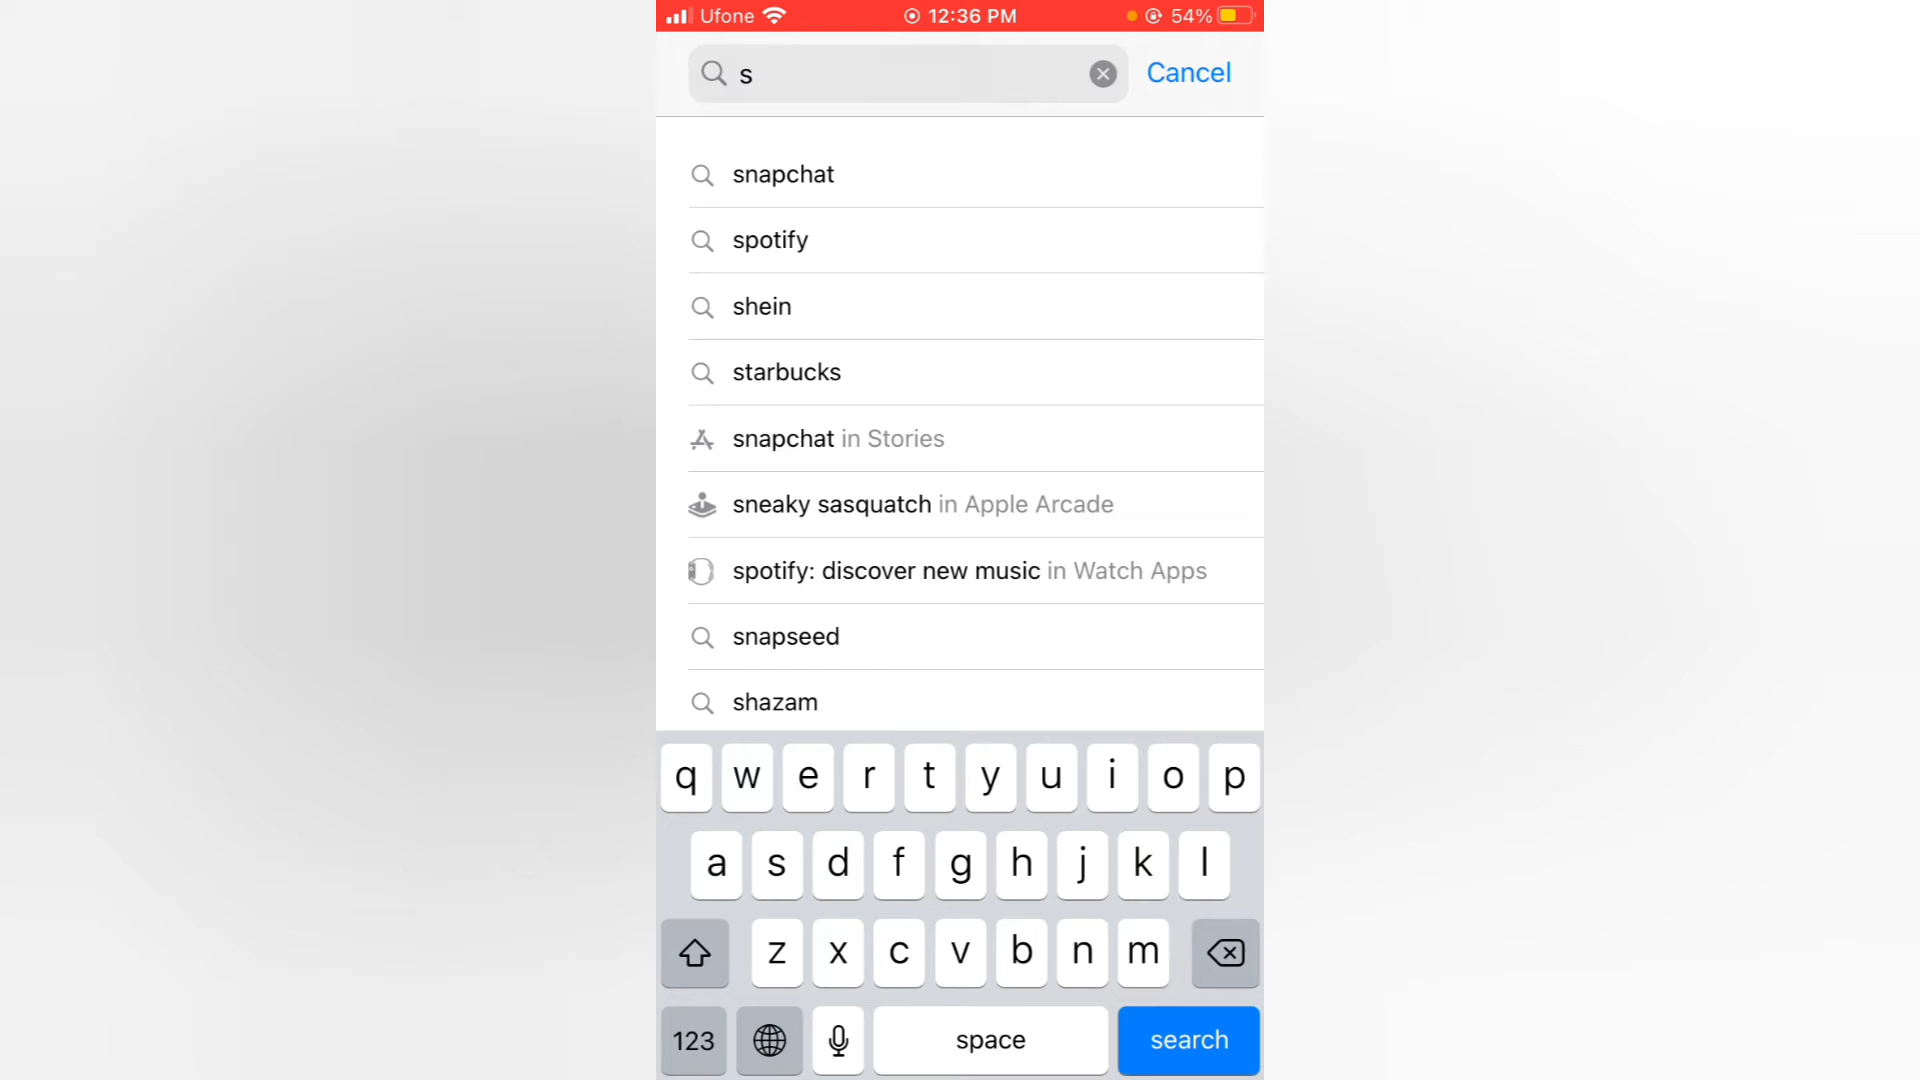 Ufone 12:36 PM 54%
s Cancel
snapchat
spotify
shein
starbucks
snapchat in Stories
sneaky sasquatch in Apple Arcade
spotify: discover new music in Watch Apps
snapseed
shazam
q w e r t y u i o p
a s d f g h j k l
z x c v b n m
123 space search